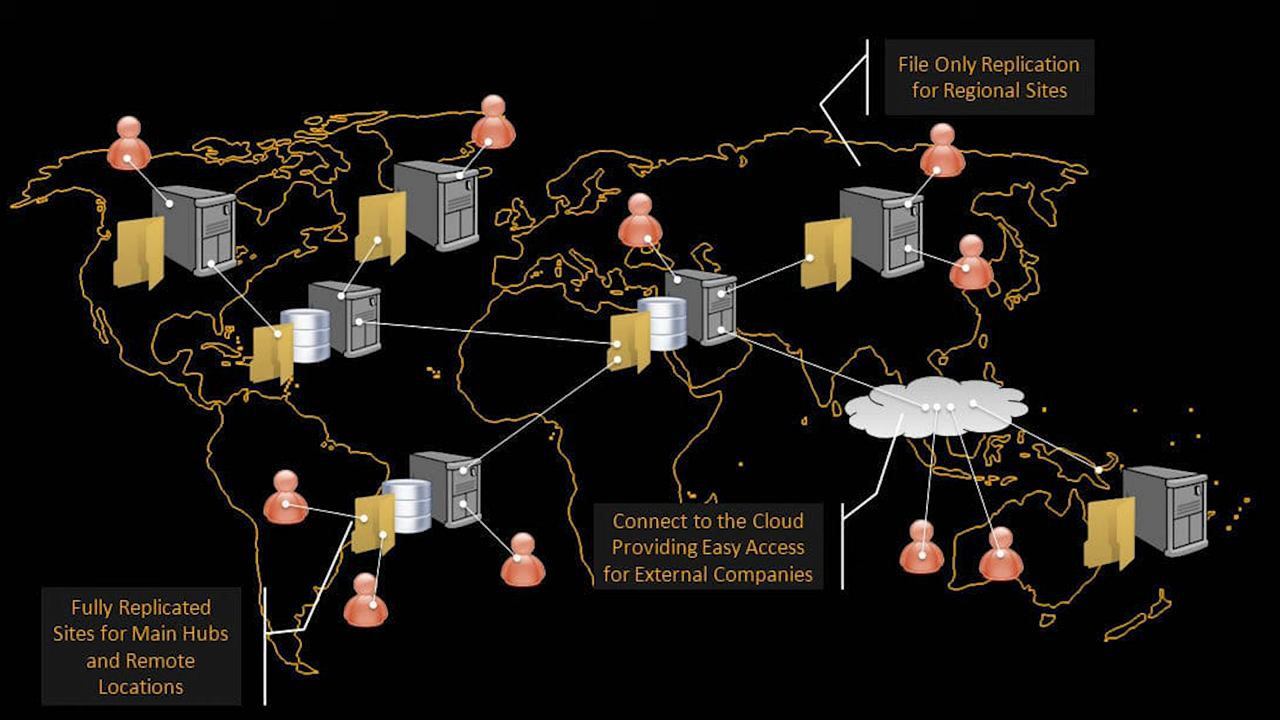 File Only Replication
for Regional Sites
Connect to the Cloud
Providing Easy Access
for External Companies
Fully Replicated
Sites for Main Hubs
and Remote
Locations